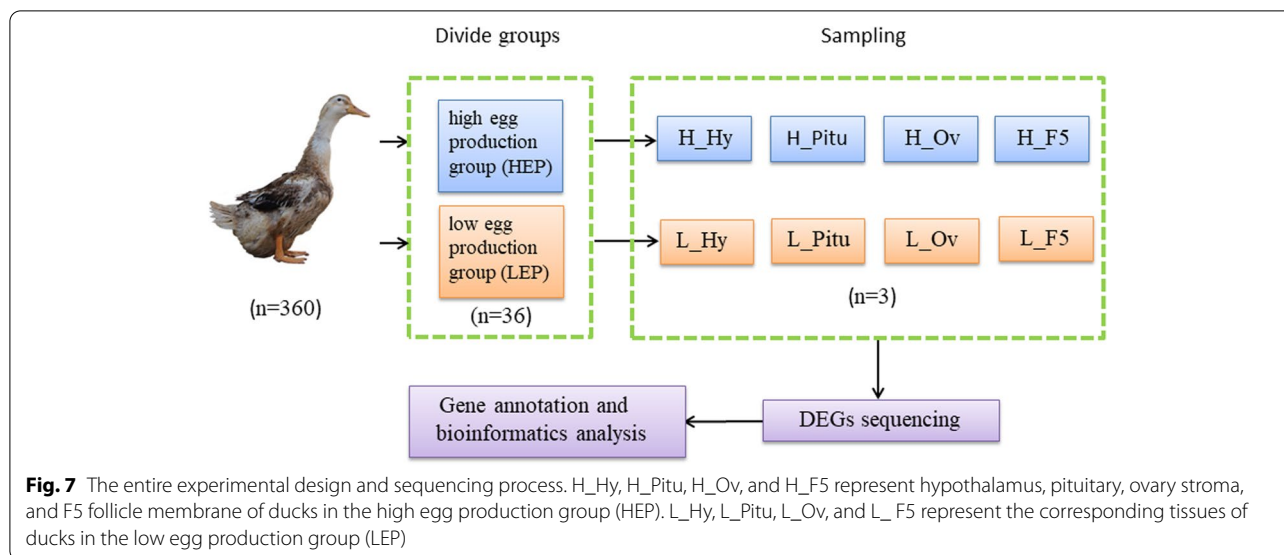 Divide groups
Sampling
high egg
production
group (HEP)
H_Hy
H_Pitu
H_Ov
H_F5
low egg
production
group (LEP)
L_Hy
L_Pitu
L_Ov
L_F5
(n=360)
(n=36)
(n=3)
Gene annotation and
bioinformatics analysis
DEGs sequencing
Fig. 7 The entire experimental design and sequencing process. H_Hy, H_Pitu, H_Ov, and H_F5 represent hypothalamus, pituitary, ovary stroma,
and F5 follicle membrane of ducks in the high egg production group (HEP). L_Hy, L_Pitu, L_Ov, and L_ F5 represent the corresponding tissues of
ducks in the low egg production group (LEP)